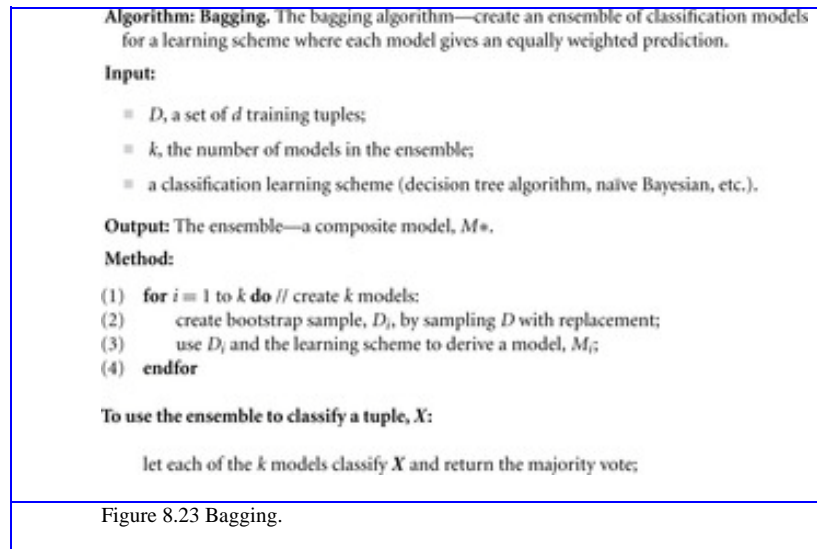 Algorithm: Bagging. The bagging algorithm—create an ensemble of classification models
for a learning scheme where each model gives an equally weighted prediction.
Input:
D, a set of d training tuples;
k, the number of models in the ensemble;
a classification learning scheme (decision tree algorithm, naïve Bayesian, etc.).
Output: The ensemble—a composite model, M∗.
Method:
(1) for i = 1 to k do // create k models:
(2) create bootstrap sample, Di, by sampling D with replacement;
(3) use Di and the learning scheme to derive a model, Mi;
(4) endfor
To use the ensemble to classify a tuple, X:
let each of the k models classify X and return the majority vote;
Figure 8.23 Bagging.